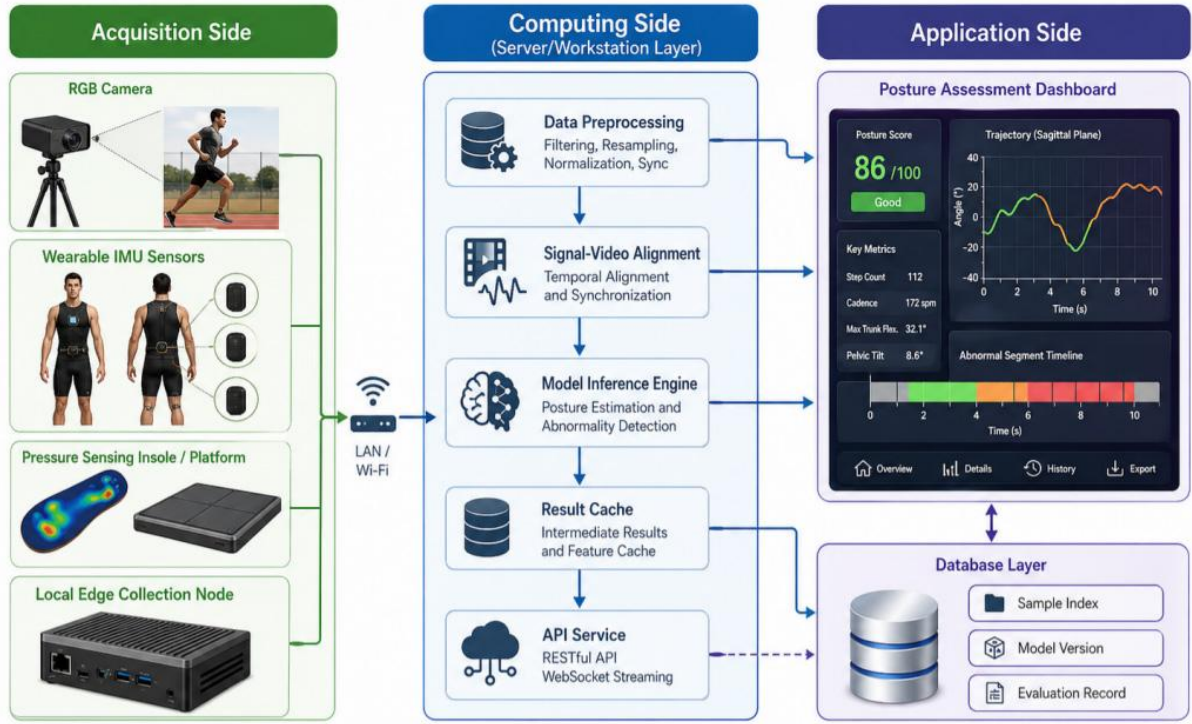 Acquisition Side
RGB Camera
Wearable IMU Sensors
Pressure Sensing Insole / Platform
Local Edge Collection Node
LAN /
Wi-Fi
Computing Side
(Server/Workstation Layer)
Data Preprocessing
Filtering, Resampling,
Normalization, Sync
Signal-Video Alignment
Temporal Alignment
and Synchronization
Model Inference Engine
Posture Estimation and
Abnormality Detection
Result Cache
Intermediate Results
and Feature Cache
API Service
RESTful API
WebSocket Streaming
Application Side
Posture Assessment Dashboard
Posture Score
86 /100
Good
Key Metrics
Step Count 112
Cadence 172 spm
Max Trunk Flex. 32.1°
Pelvic Tilt 8.6°
Trajectory (Sagittal Plane)
Angle (°)
40
20
0
−20
−40
0 2 4 6 8 10
Time (s)
Abnormal Segment Timeline
0 2 4 6 8 10
Time (s)
Overview Details History Export
Database Layer
Sample Index
Model Version
Evaluation Record